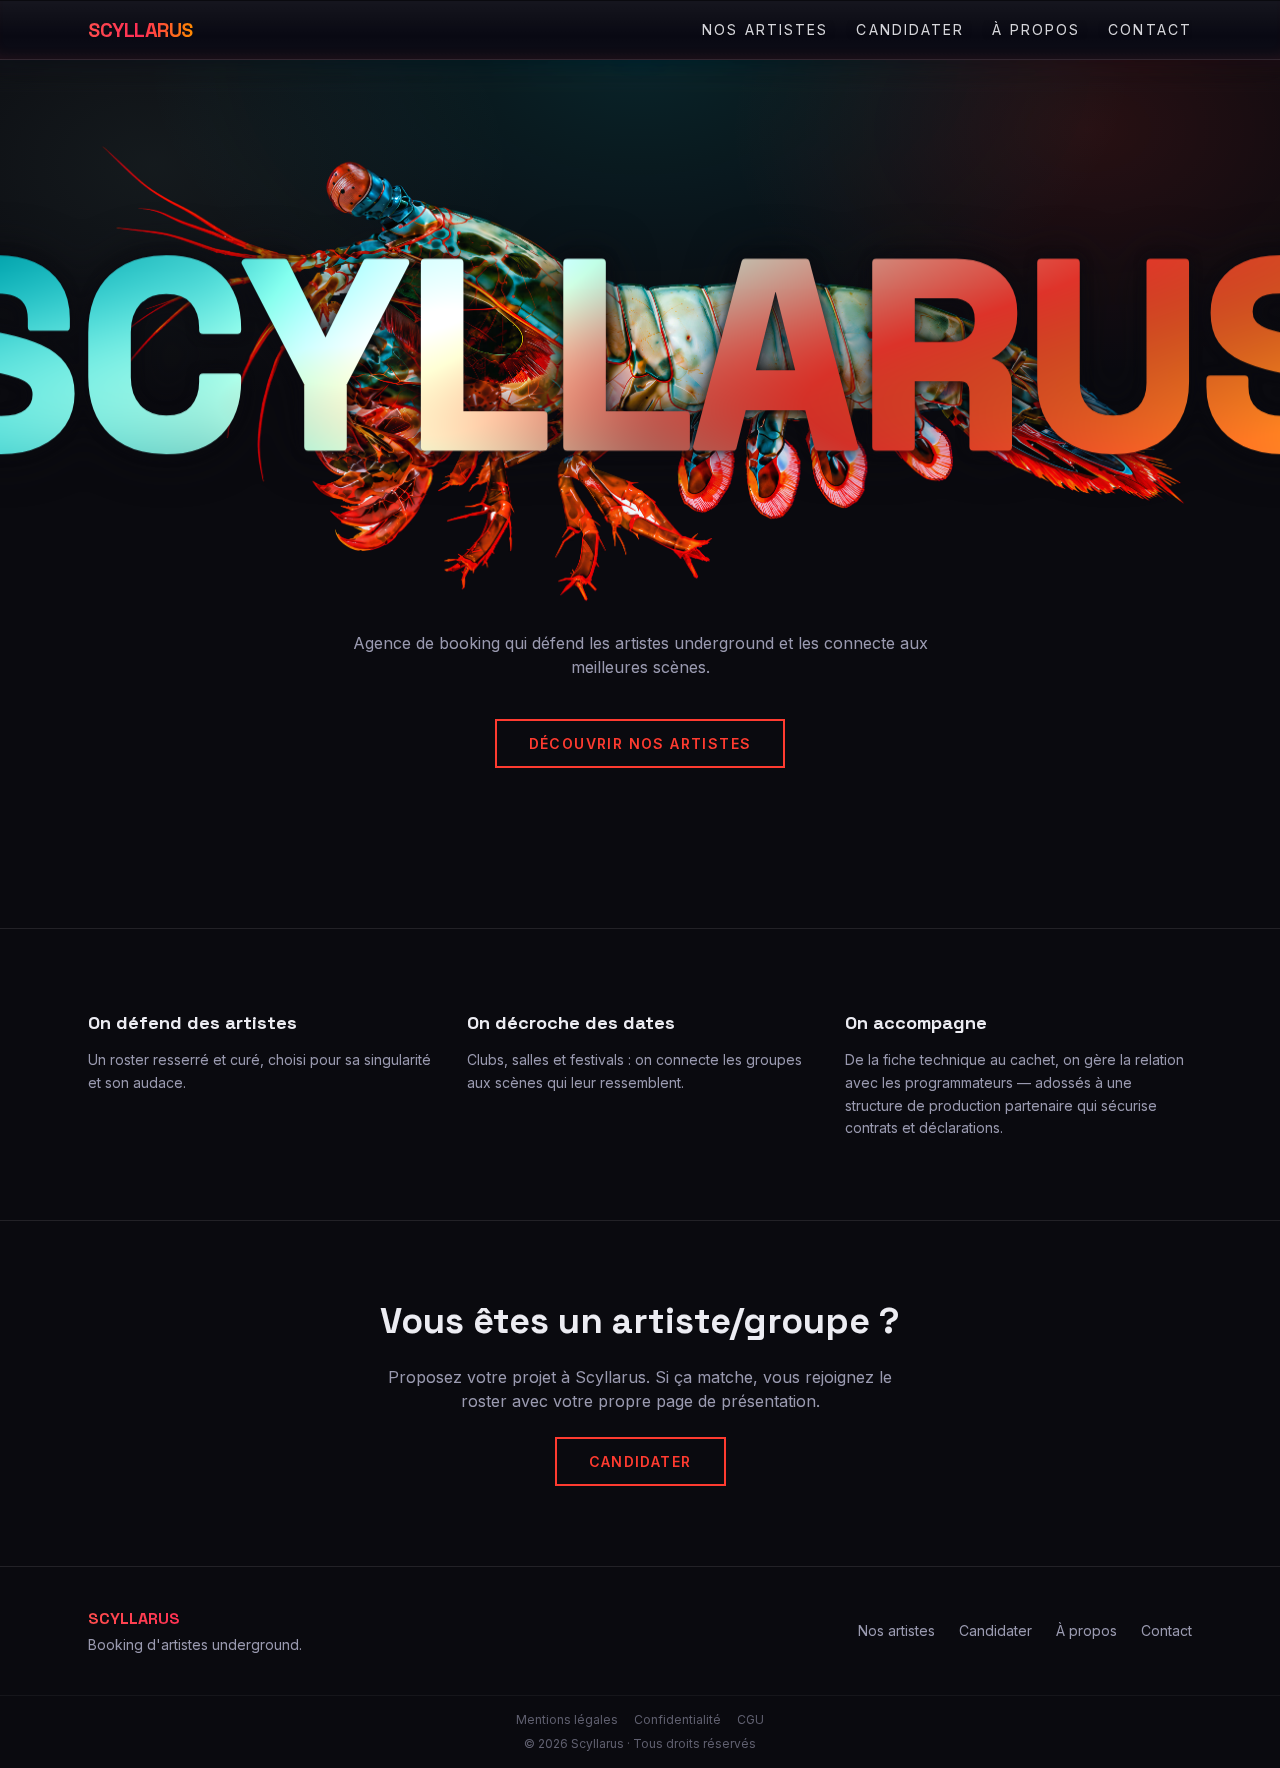 SCYLLARUS
NOS ARTISTES CANDIDATER À PROPOS CONTACT
SCYLLARUS
Agence de booking qui défend les artistes underground et les connecte aux
meilleures scènes.
DÉCOUVRIR NOS ARTISTES
On défend des artistes
Un roster resserré et curé, choisi pour sa singularité
et son audace.
On décroche des dates
Clubs, salles et festivals : on connecte les groupes
aux scènes qui leur ressemblent.
On accompagne
De la fiche technique au cachet, on gère la relation
avec les programmateurs — adossés à une
structure de production partenaire qui sécurise
contrats et déclarations.
Vous êtes un artiste/groupe ?
Proposez votre projet à Scyllarus. Si ça matche, vous rejoignez le
roster avec votre propre page de présentation.
CANDIDATER
SCYLLARUS
Booking d'artistes underground.
Nos artistes Candidater À propos Contact
Mentions légales Confidentialité CGU
© 2026 Scyllarus · Tous droits réservés